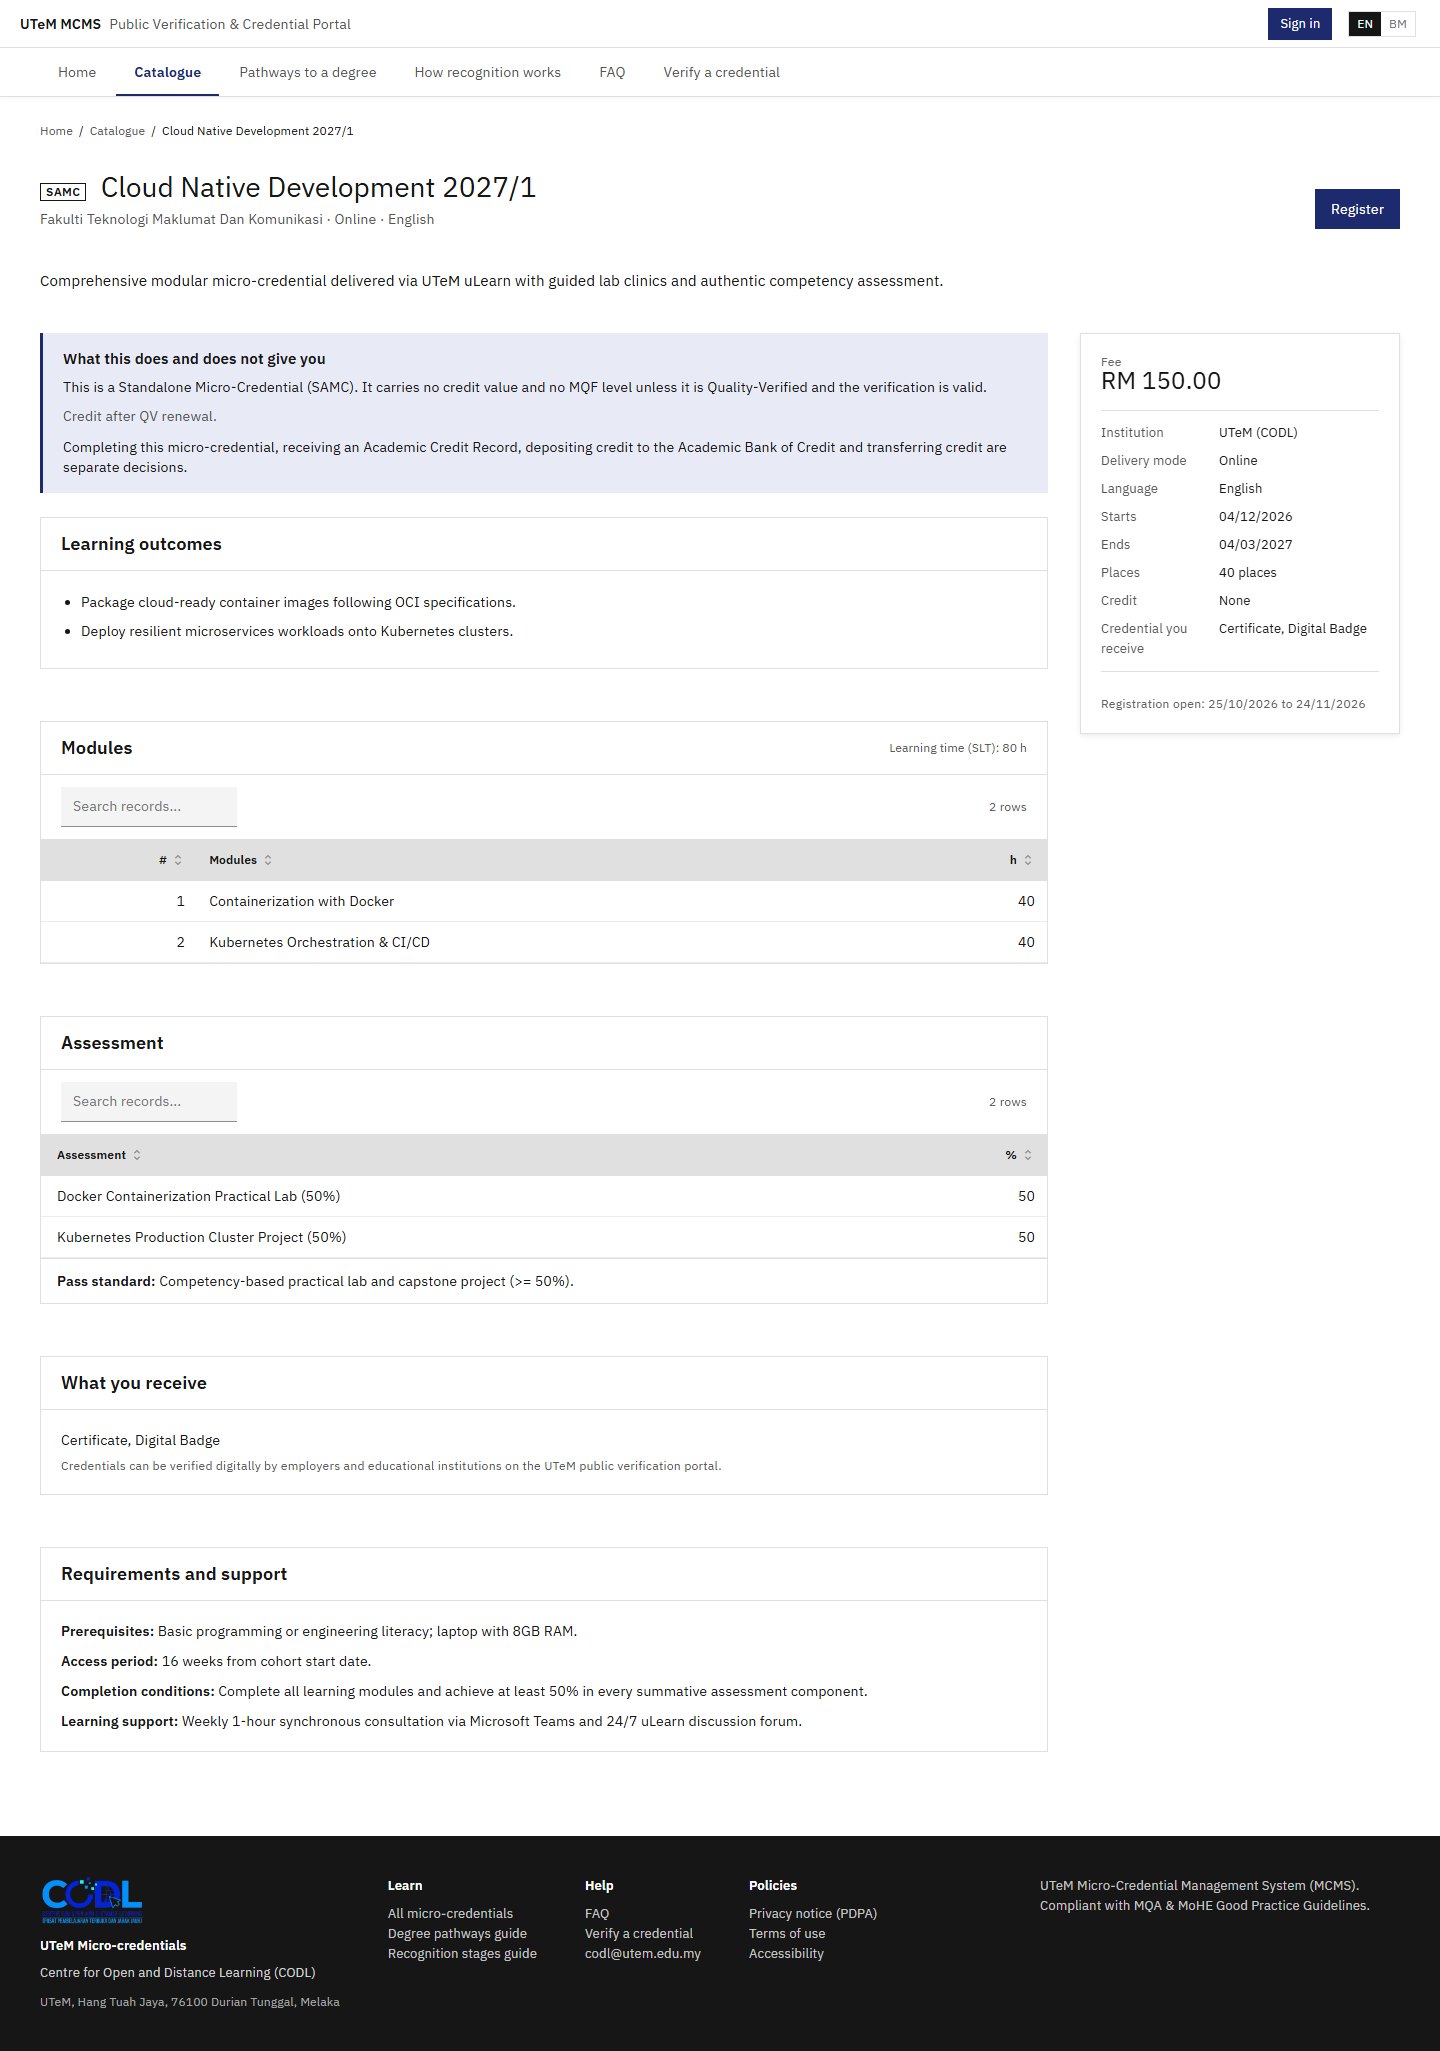 UTeM MCMS Public Verification & Credential Portal
Sign in
EN BM
Home Catalogue Pathways to a degree How recognition works FAQ Verify a credential
Home / Catalogue / Cloud Native Development 2027/1
SAMC Cloud Native Development 2027/1
Fakulti Teknologi Maklumat Dan Komunikasi · Online · English
Register
Comprehensive modular micro-credential delivered via UTeM uLearn with guided lab clinics and authentic competency assessment.
What this does and does not give you
This is a Standalone Micro-Credential (SAMC). It carries no credit value and no MQF level unless it is Quality-Verified and the verification is valid.
Credit after QV renewal.
Completing this micro-credential, receiving an Academic Credit Record, depositing credit to the Academic Bank of Credit and transferring credit are
separate decisions.
Fee
RM 150.00
Institution UTeM (CODL)
Delivery mode Online
Language English
Starts 04/12/2026
Ends 04/03/2027
Places 40 places
Credit None
Credential you Certificate, Digital Badge
receive
Registration open: 25/10/2026 to 24/11/2026
Learning outcomes
Package cloud-ready container images following OCI specifications.
Deploy resilient microservices workloads onto Kubernetes clusters.
Modules Learning time (SLT): 80 h
Search records... 2 rows
# Modules h
1 Containerization with Docker 40
2 Kubernetes Orchestration & CI/CD 40
Assessment
Search records... 2 rows
Assessment %
Docker Containerization Practical Lab (50%) 50
Kubernetes Production Cluster Project (50%) 50
Pass standard: Competency-based practical lab and capstone project (>= 50%).
What you receive
Certificate, Digital Badge
Credentials can be verified digitally by employers and educational institutions on the UTeM public verification portal.
Requirements and support
Prerequisites: Basic programming or engineering literacy; laptop with 8GB RAM.
Access period: 16 weeks from cohort start date.
Completion conditions: Complete all learning modules and achieve at least 50% in every summative assessment component.
Learning support: Weekly 1-hour synchronous consultation via Microsoft Teams and 24/7 uLearn discussion forum.
CODL
UTeM Micro-credentials
Centre for Open and Distance Learning (CODL)
UTeM, Hang Tuah Jaya, 76100 Durian Tunggal, Melaka
Learn
All micro-credentials
Degree pathways guide
Recognition stages guide
Help
FAQ
Verify a credential
codl@utem.edu.my
Policies
Privacy notice (PDPA)
Terms of use
Accessibility
UTeM Micro-Credential Management System (MCMS).
Compliant with MQA & MoHE Good Practice Guidelines.